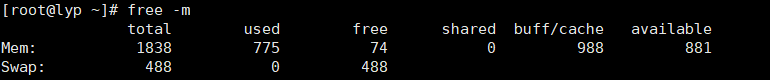 [root@lyp ~]# free -m
              total        used        free      shared  buff/cache   available
Mem:           1838         775          74           0         988         881
Swap:           488           0         488